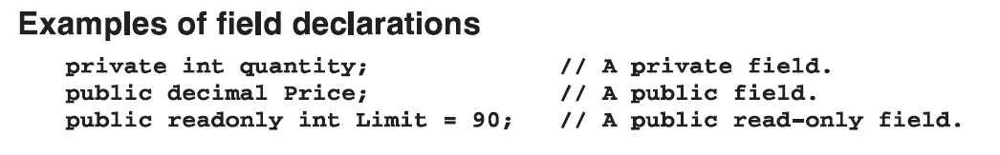 Examples of field declarations
private int quantity; // A private field.
public decimal Price; // A public field.
public readonly int Limit = 90; // A public read-only field.